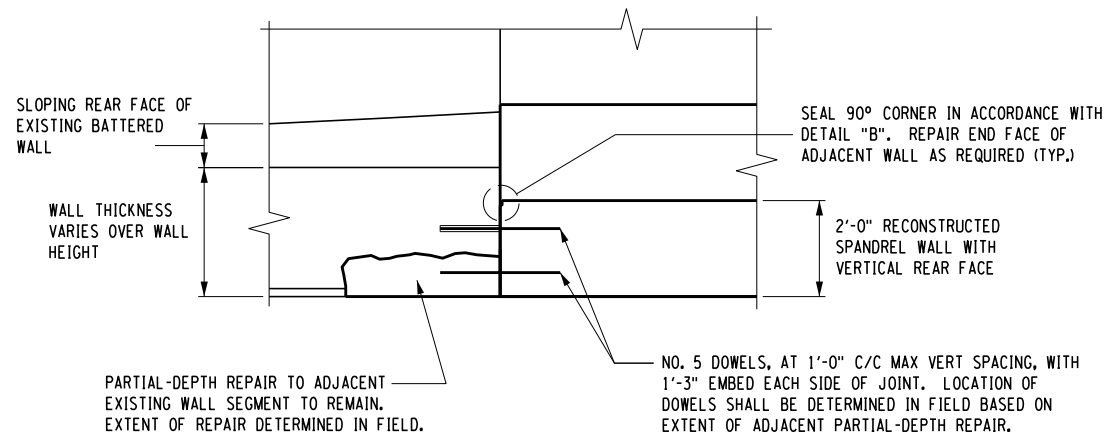 SLOPING REAR FACE OF
EXISTING BATTERED
WALL
WALL THICKNESS
VARIES OVER WALL
HEIGHT
SEAL 90° CORNER IN ACCORDANCE WITH
DETAIL "B". REPAIR END FACE OF
ADJACENT WALL AS REQUIRED (TYP.)
2'-0" RECONSTRUCTED
SPANDREL WALL WITH
VERTICAL REAR FACE
PARTIAL-DEPTH REPAIR TO ADJACENT
EXISTING WALL SEGMENT TO REMAIN.
EXTENT OF REPAIR DETERMINED IN FIELD.
NO. 5 DOWELS, AT 1'-0" C/C MAX VERT SPACING, WITH
1'-3" EMBED EACH SIDE OF JOINT. LOCATION OF
DOWELS SHALL BE DETERMINED IN FIELD BASED ON
EXTENT OF ADJACENT PARTIAL-DEPTH REPAIR.